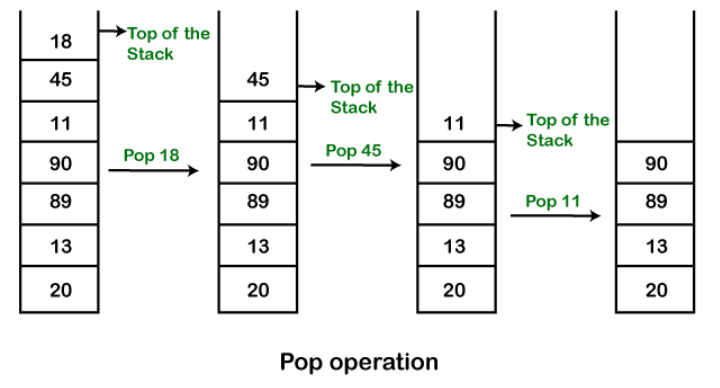 18
Top of the
Stack
45
11
90
89
13
20
Pop 18
45
Top of the
Stack
11
90
89
13
20
Pop 45
11
Top of the
Stack
90
89
13
20
Pop 11
90
89
13
20
Pop operation